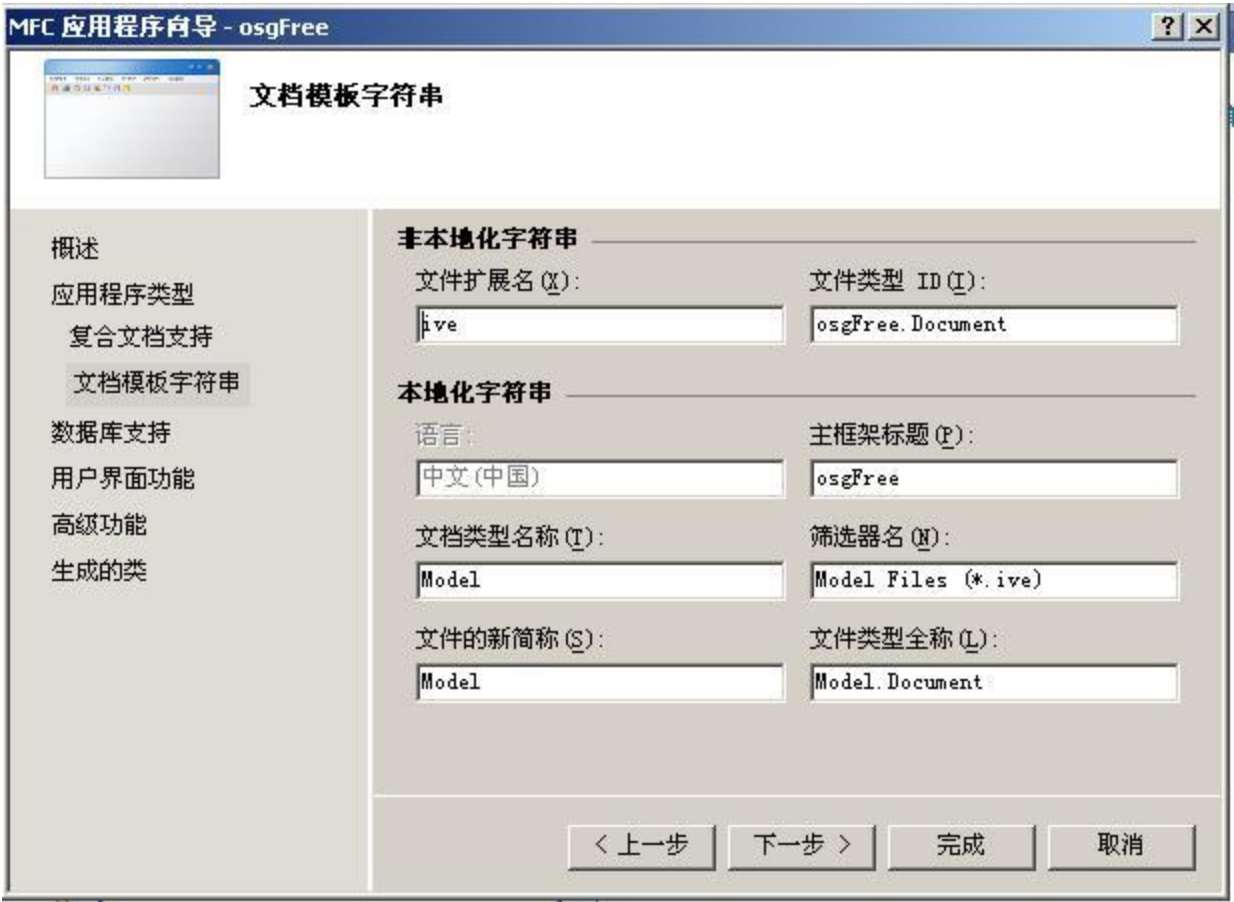 MFC 应用程序向导 - osgFree
文档模板字符串
概述
应用程序类型
复合文档支持
文档模板字符串
数据库支持
用户界面功能
高级功能
生成的类
非本地化字符串
文件扩展名(X): 文件类型 ID(I):
ive osgFree.Document
本地化字符串
语言: 主框架标题(P):
中文(中国) osgFree
文档类型名称(T): 筛选器名(N):
Model Model Files (*.ive)
文件的新简称(S): 文件类型全称(L):
Model Model.Document
< 上一步 下一步 > 完成 取消